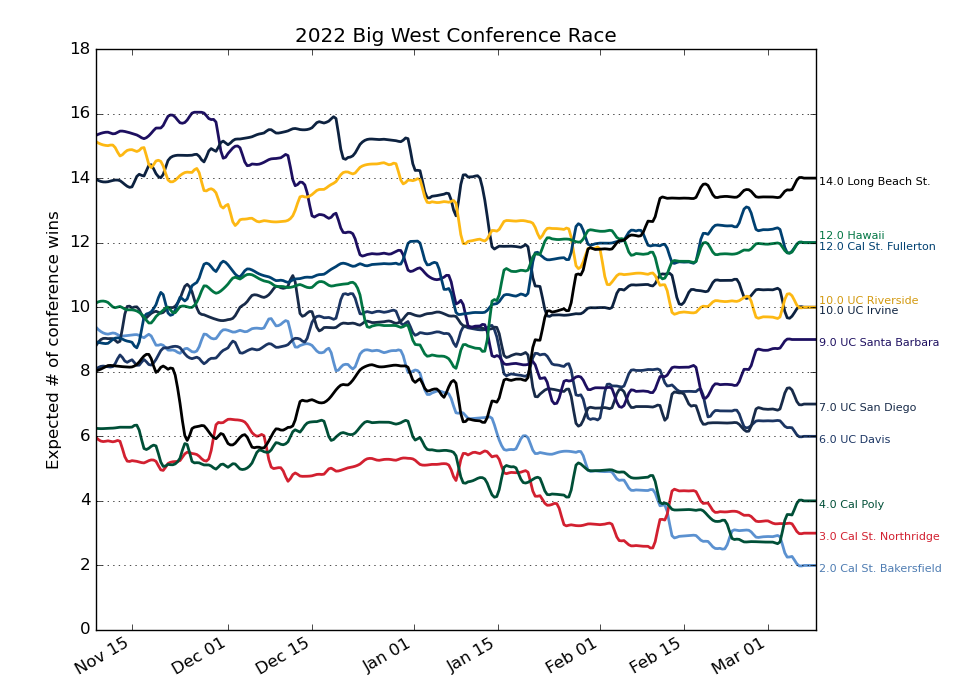 2022 Big West Conference Race
Expected # of conference wins
18
16
14
12
10
8
6
4
2
0
Nov 15
Dec 01
Dec 15
Jan 01
Jan 15
Feb 01
Feb 15
Mar 01
14.0 Long Beach St.
12.0 Hawaii
12.0 Cal St. Fullerton
10.0 UC Riverside
10.0 UC Irvine
9.0 UC Santa Barbara
7.0 UC San Diego
6.0 UC Davis
4.0 Cal Poly
3.0 Cal St. Northridge
2.0 Cal St. Bakersfield